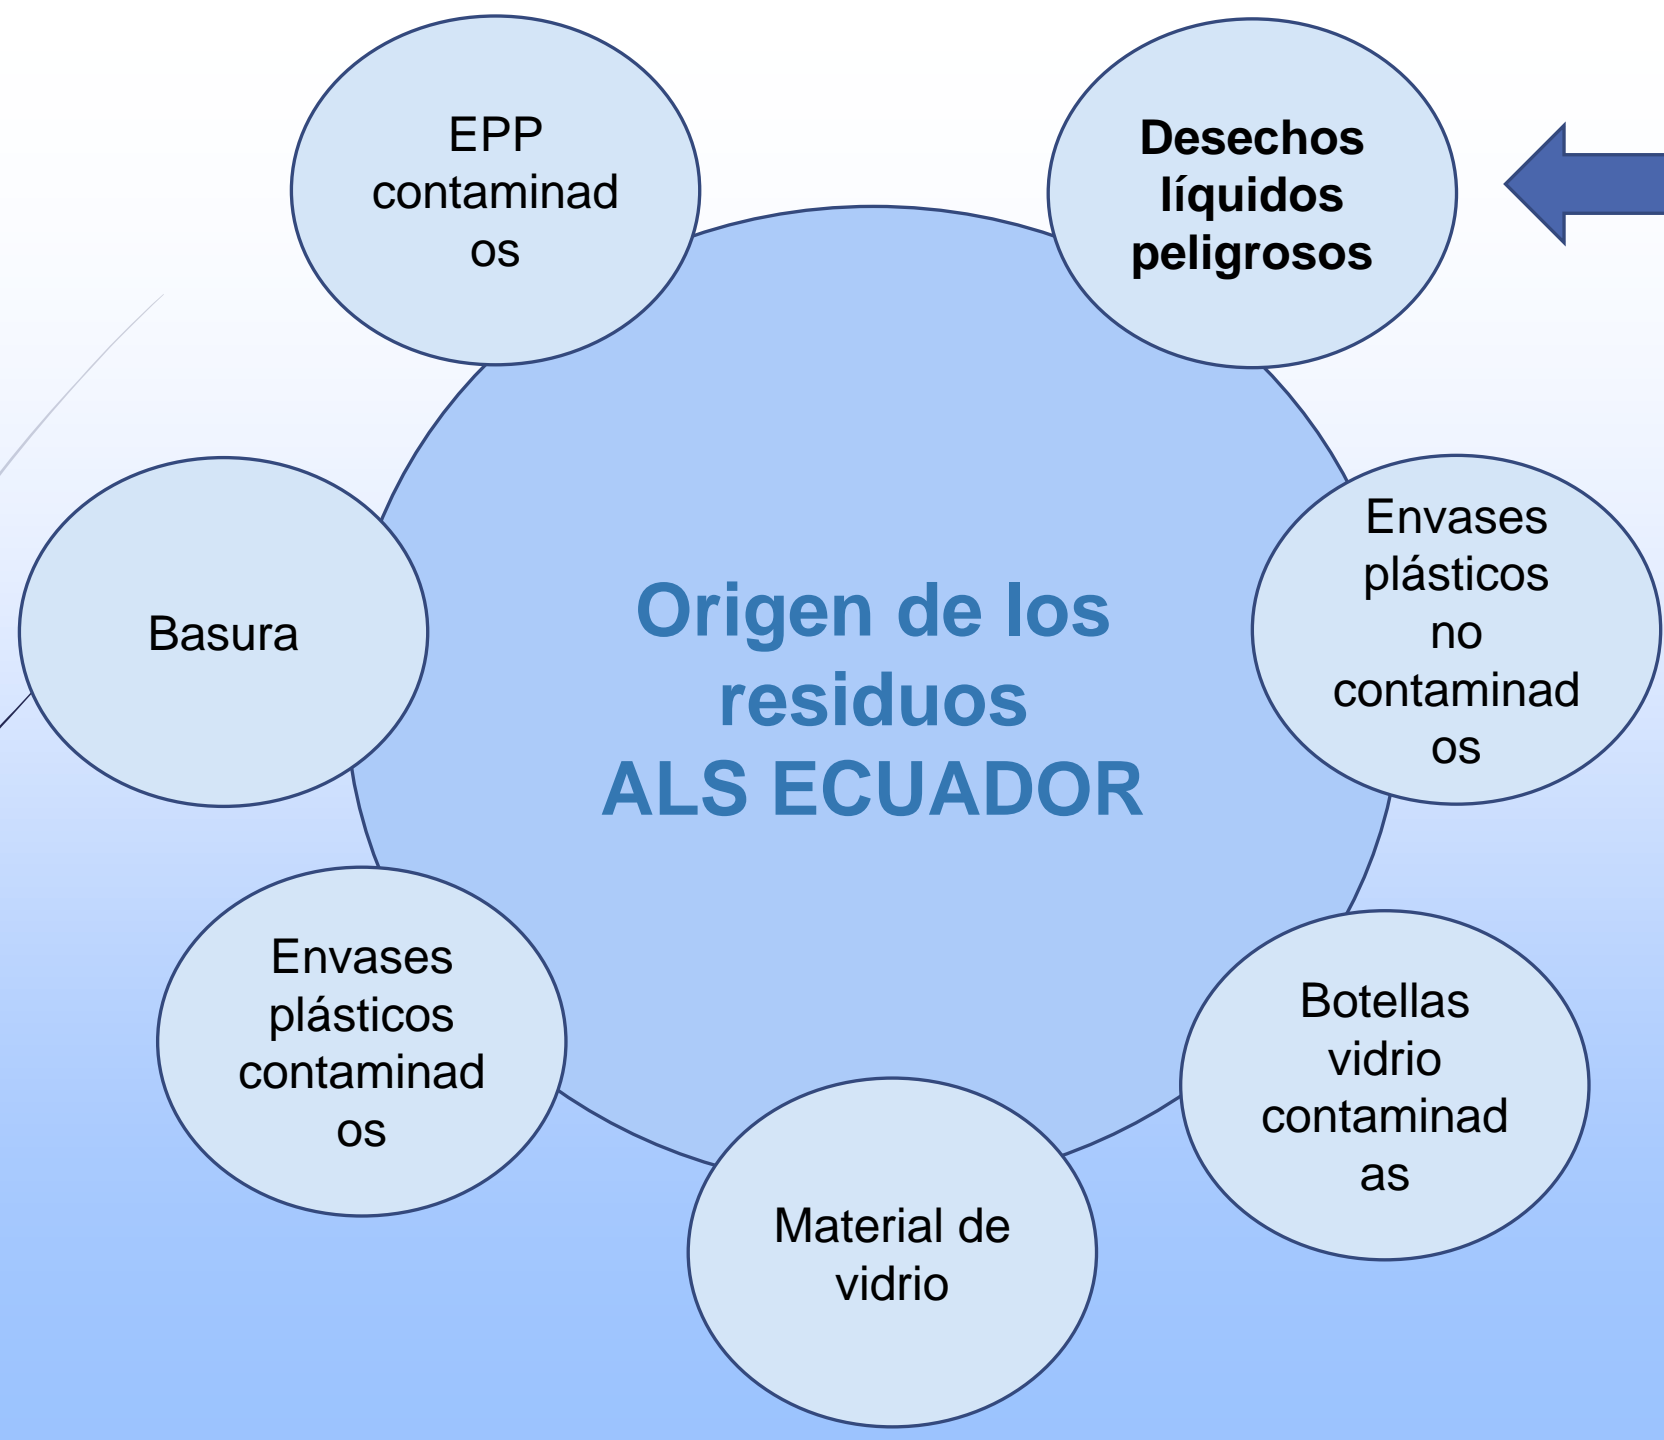 EPP
contaminad
os
Desechos
líquidos
peligrosos
Envases
plásticos
no
contaminad
os
Botellas
vidrio
contaminad
as
Material de
vidrio
Envases
plásticos
contaminad
os
Basura
Origen de los
residuos
ALS ECUADOR